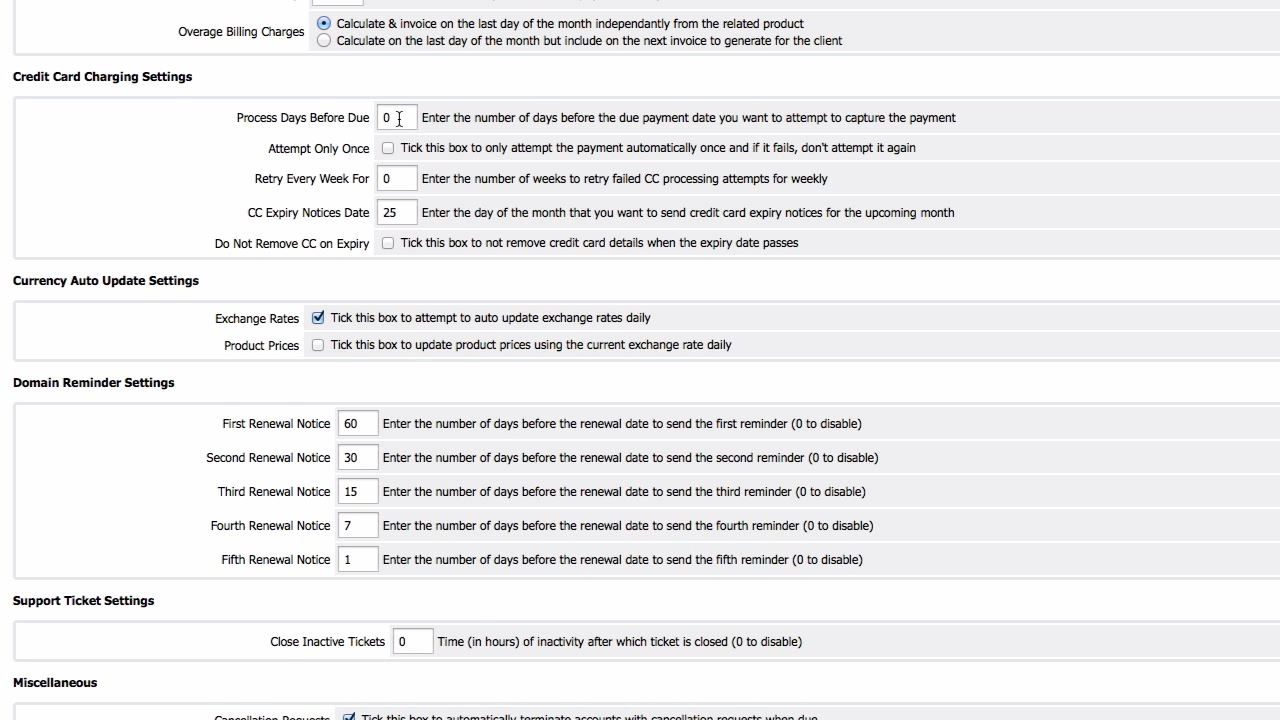 Calculate & invoice on the last day of the month independantly from the related product
Overage Billing Charges
Calculate on the last day of the month but include on the next invoice to generate for the client
Credit Card Charging Settings
Process Days Before Due 0 Enter the number of days before the due payment date you want to attempt to capture the payment
Attempt Only Once Tick this box to only attempt the payment automatically once and if it fails, don't attempt it again
Retry Every Week For 0 Enter the number of weeks to retry failed CC processing attempts for weekly
CC Expiry Notices Date 25 Enter the day of the month that you want to send credit card expiry notices for the upcoming month
Do Not Remove CC on Expiry Tick this box to not remove credit card details when the expiry date passes
Currency Auto Update Settings
Exchange Rates Tick this box to attempt to auto update exchange rates daily
Product Prices Tick this box to update product prices using the current exchange rate daily
Domain Reminder Settings
First Renewal Notice 60 Enter the number of days before the renewal date to send the first reminder (0 to disable)
Second Renewal Notice 30 Enter the number of days before the renewal date to send the second reminder (0 to disable)
Third Renewal Notice 15 Enter the number of days before the renewal date to send the third reminder (0 to disable)
Fourth Renewal Notice 7 Enter the number of days before the renewal date to send the fourth reminder (0 to disable)
Fifth Renewal Notice 1 Enter the number of days before the renewal date to send the fifth reminder (0 to disable)
Support Ticket Settings
Close Inactive Tickets 0 Time (in hours) of inactivity after which ticket is closed (0 to disable)
Miscellaneous
Cancellation Requests Tick this box to automatically terminate accounts with cancellation requests when due